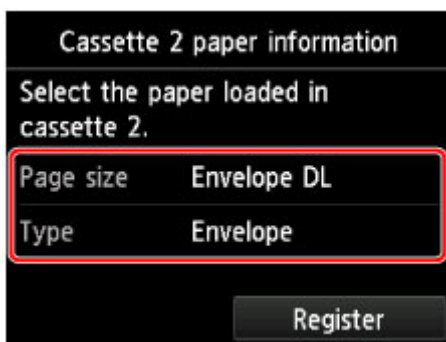 Cassette 2 paper information
Select the paper loaded in
cassette 2.
Page size Envelope DL
Type Envelope
Register